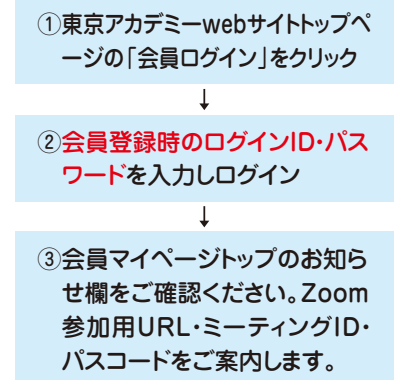 ①東京アカデミーwebサイトトップペ
ージの「会員ログイン」をクリック
↓
②会員登録時のログインID・パス
ワードを入力しログイン
↓
③会員マイページトップのお知ら
せ欄をご確認ください。Zoom
参加用URL・ミーティングID・
パスコードをご案内します。